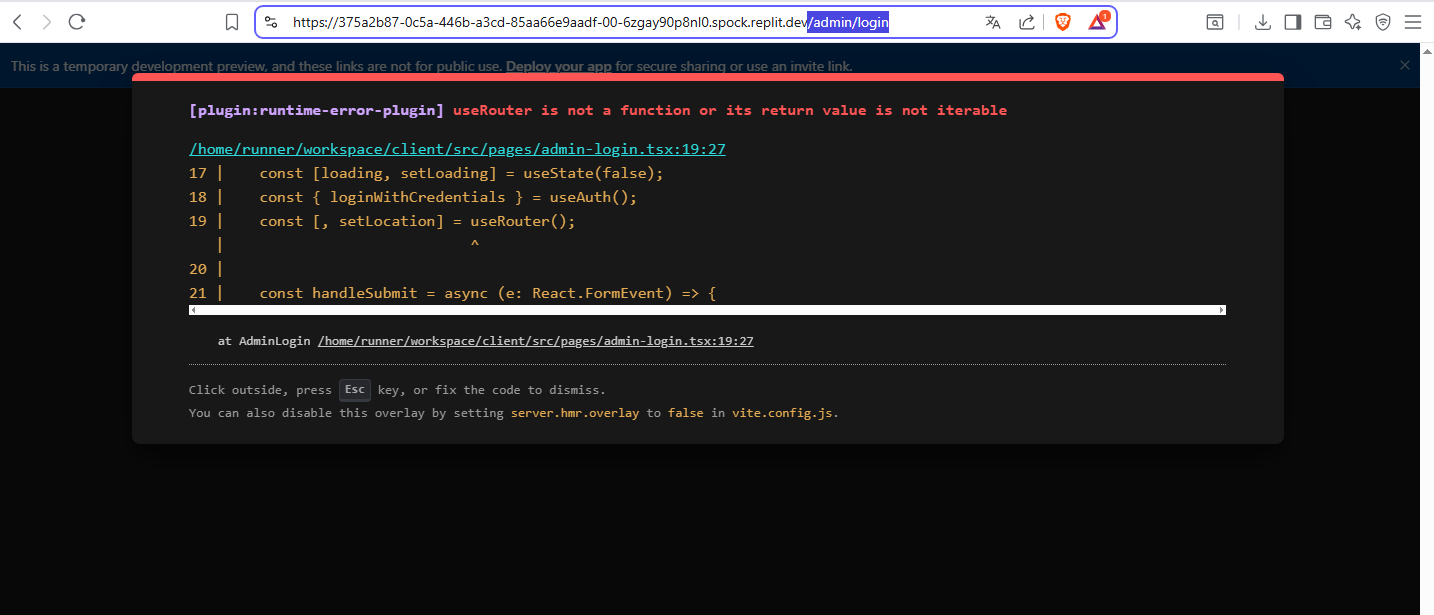 https://375a2b87-0c5a-446b-a3cd-85aa66e9aadf-00-6zgay90p8nl0.spock.replit.dev/admin/login
1
This is a temporary development preview, and these links are not for public use. Deploy your app for secure sharing or use an invite link.
[plugin:runtime-error-plugin] useRouter is not a function or its return value is not iterable
/home/runner/workspace/client/src/pages/admin-login.tsx:19:27
17 |    const [loading, setLoading] = useState(false);
18 |    const { loginWithCredentials } = useAuth();
19 |    const [, setLocation] = useRouter();
   |                            ^
20 |
21 |    const handleSubmit = async (e: React.FormEvent) => {
at AdminLogin /home/runner/workspace/client/src/pages/admin-login.tsx:19:27
Click outside, press Esc key, or fix the code to dismiss.
You can also disable this overlay by setting server.hmr.overlay to false in vite.config.js.